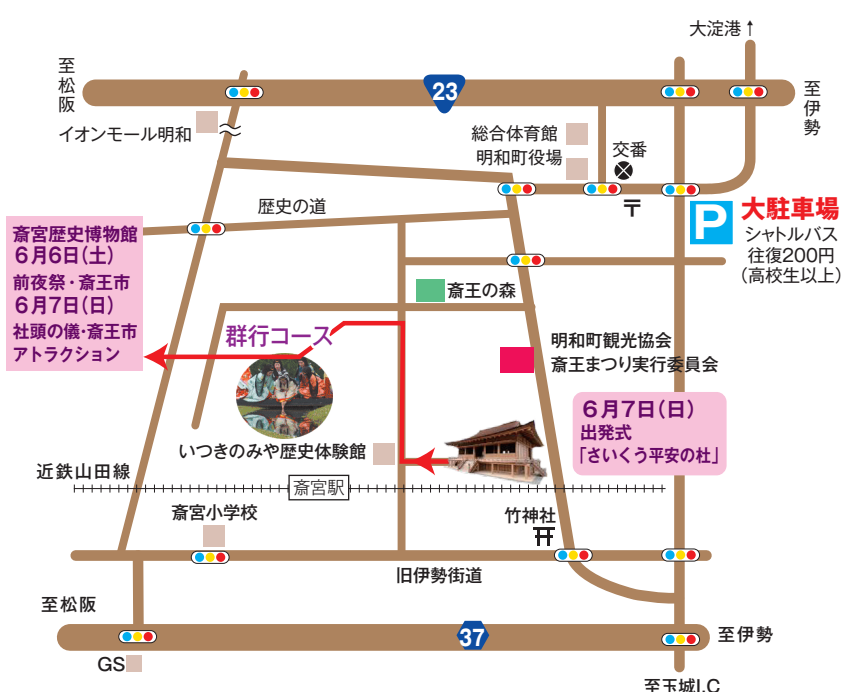 大淀港↑
至松阪
23
至伊勢
イオンモール明和
総合体育館
明和町役場
交番
〒
歴史の道
P
大駐車場
シャトルバス
往復200円
(高校生以上)
斎宮歴史博物館
6月6日(土)
前夜祭・斎王市
6月7日(日)
社頭の儀・斎王市
アトラクション
斎王の森
群行コース
明和町観光協会
斎王まつり実行委員会
6月7日(日)
出発式
「さいくう平安の杜」
いつきのみや歴史体験館
近鉄山田線
斎宮駅
斎宮小学校
竹神社
旧伊勢街道
至松阪
37
至伊勢
GS
至玉城I.C